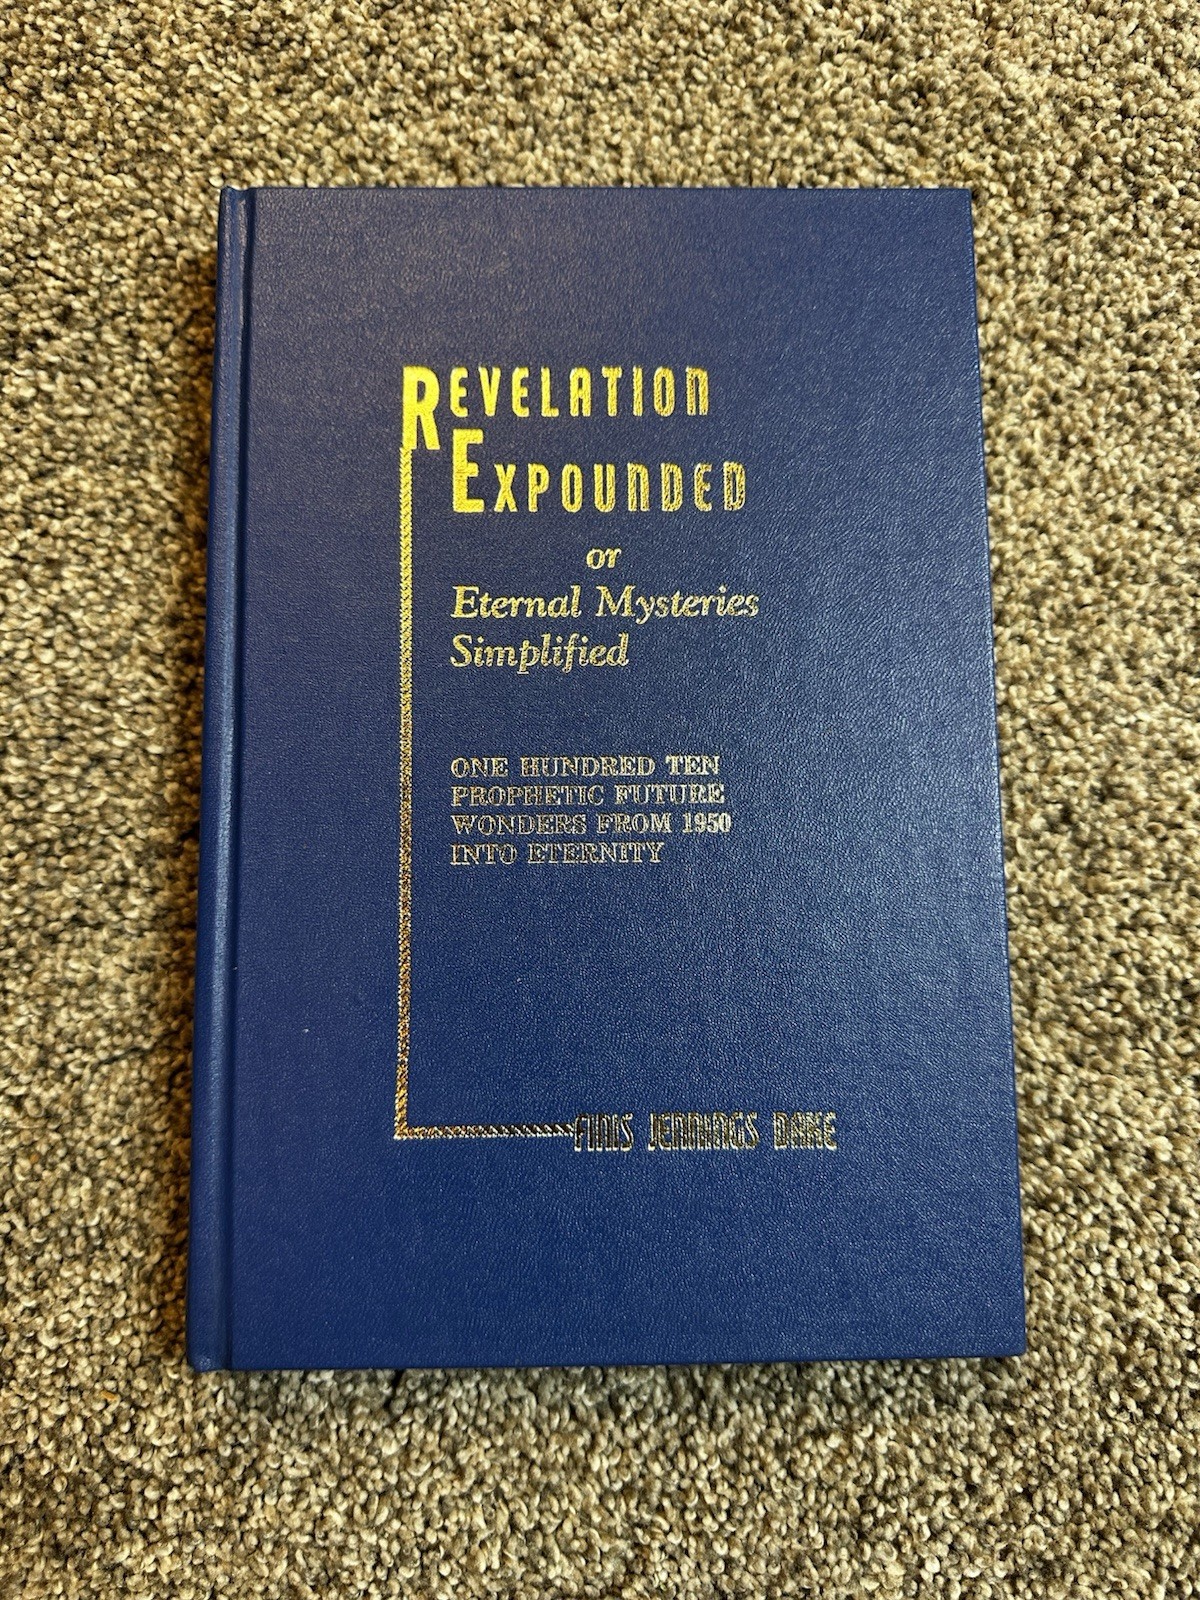 REVELATION
EXPOUNDED
or
Eternal Mysteries
Simplified
ONE HUNDRED TEN
PROPHETIC FUTURE
WONDERS FROM 1950
INTO ETERNITY
FINIS JENNINGS DAKE